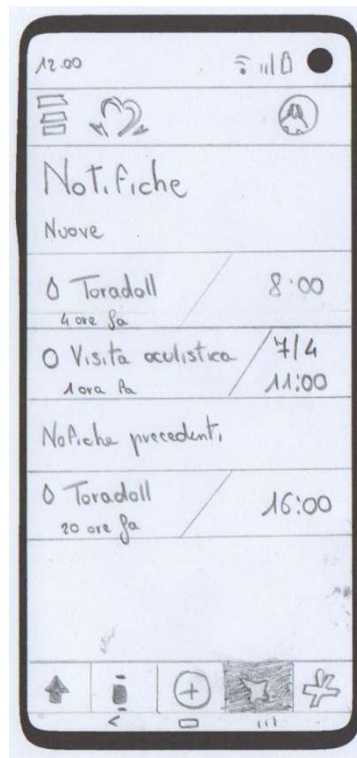 12.00
Notifiche
Nuove
Toradoll
8:00
4 ore fa
Visita oculistica
7/4
1 ora fa
11:00
Notiche precedenti
Toradoll
16:00
20 ore fa